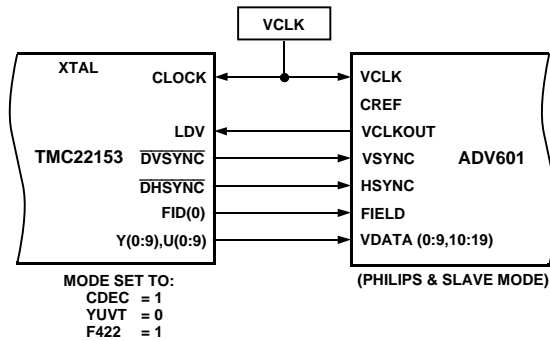 VCLK
XTAL
CLOCK
VCLK
CREF
LDV
VCLKOUT
TMC22153
DVSYNC
VSYNC
ADV601
DHSYNC
HSYNC
FID(0)
FIELD
Y(0:9),U(0:9)
VDATA (0:9,10:19)
MODE SET TO:
CDEC = 1
YUVT = 0
F422 = 1
(PHILIPS & SLAVE MODE)